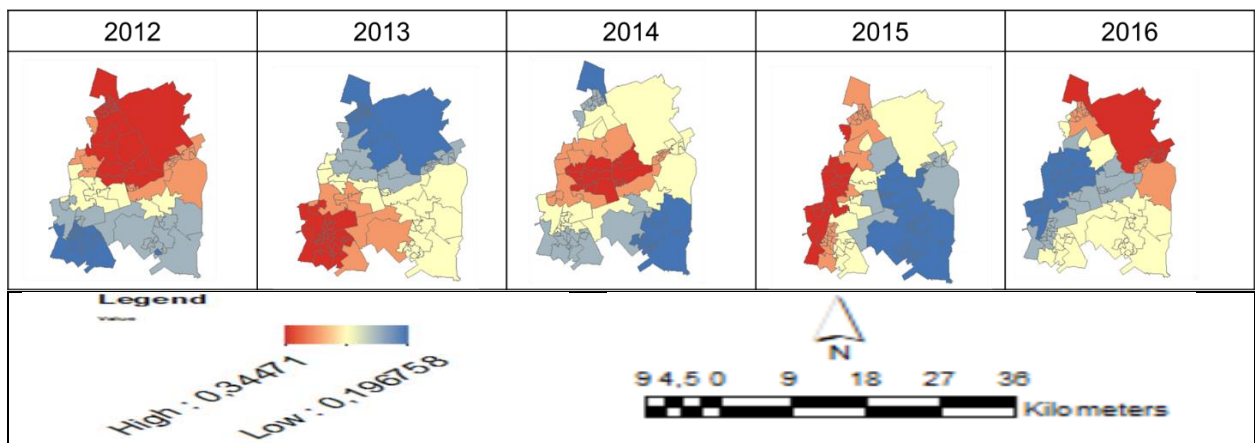 2012 2013 2014 2015 2016
Legend
Value
High : 0,34471
Low : 0,196758
N
9 4,5 0 9 18 27 36
Kilometers